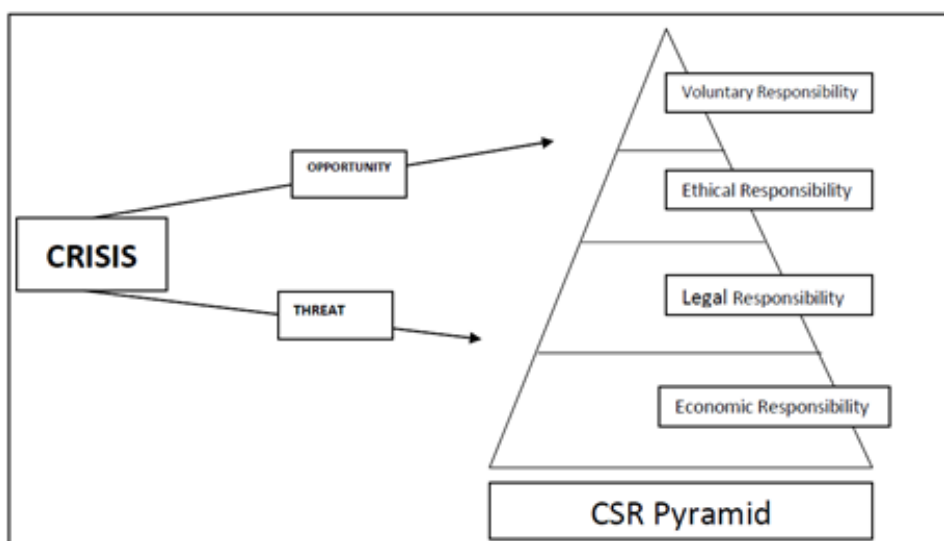 Voluntary Responsibility
OPPORTUNITY
Ethical Responsibility
CRISIS
Legal Responsibility
THREAT
Economic Responsibility
CSR Pyramid